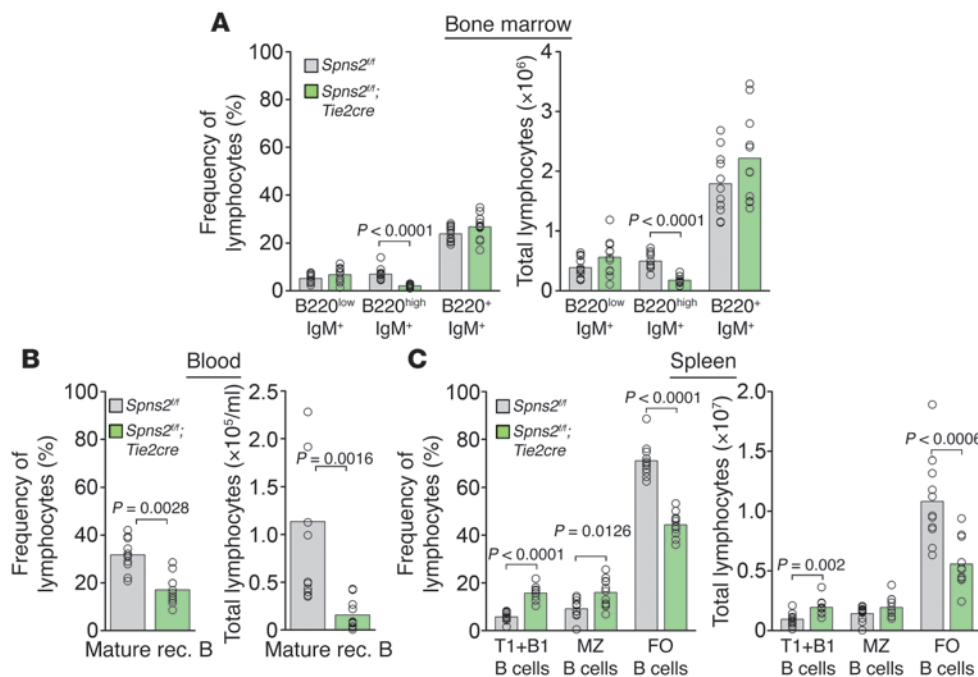 A
Bone marrow
Frequency of
lymphocytes (%)
100
80
60
40
20
0
Spns2f/f
Spns2f/f;
Tie2cre
P < 0.0001
B220low
IgM+
B220high
IgM+
B220+
IgM+
Total lymphocytes (×10⁶)
4
3
2
1
0
P < 0.0001
B220low
IgM+
B220high
IgM+
B220+
IgM+
B
Blood
Frequency of
lymphocytes (%)
100
80
60
40
20
0
Spns2f/f
Spns2f/f;
Tie2cre
P = 0.0028
Mature rec. B
Total lymphocytes (×10⁵/ml)
2.5
2.0
1.5
1.0
0.5
0
P = 0.0016
Mature rec. B
C
Spleen
Frequency of
lymphocytes (%)
100
80
60
40
20
0
Spns2f/f
Spns2f/f;
Tie2cre
P < 0.0001
P = 0.0126
P < 0.0001
T1+B1
B cells
MZ
B cells
FO
B cells
Total lymphocytes (×10⁷)
2.0
1.5
1.0
0.5
0
P = 0.002
P < 0.0006
T1+B1
B cells
MZ
B cells
FO
B cells